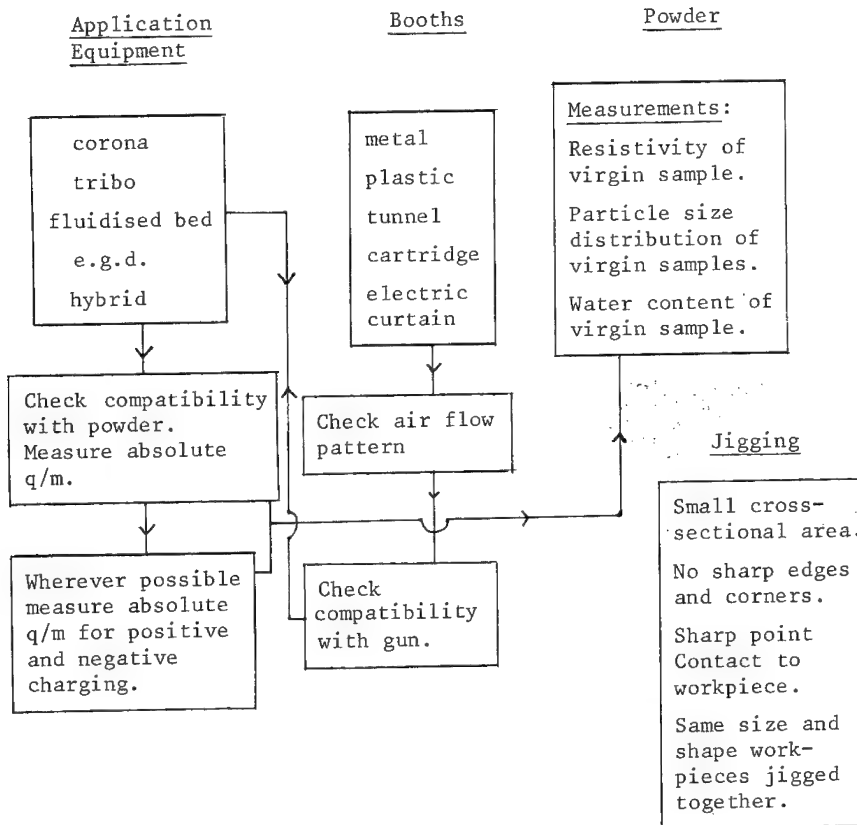 Application
Equipment
Booths
Powder
corona
tribo
fluidised bed
e.g.d.
hybrid
metal
plastic
tunnel
cartridge
electric
curtain
Measurements:
Resistivity of
virgin sample.
Particle size
distribution of
virgin samples.
Water content of
virgin sample.
Check compatibility
with powder.
Measure absolute
q/m.
Check air flow
pattern
Wherever possible
measure absolute
q/m for positive
and negative
charging.
Check
compatibility
with gun.
Jigging
Small cross-
sectional area.
No sharp edges
and corners.
Sharp point
Contact to
workpiece.
Same size and
shape work-
pieces jigged
together.